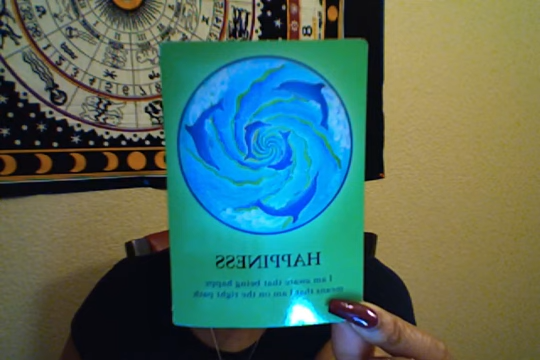 HAPPINESS
I am aware that being happy
means that I am on the right path